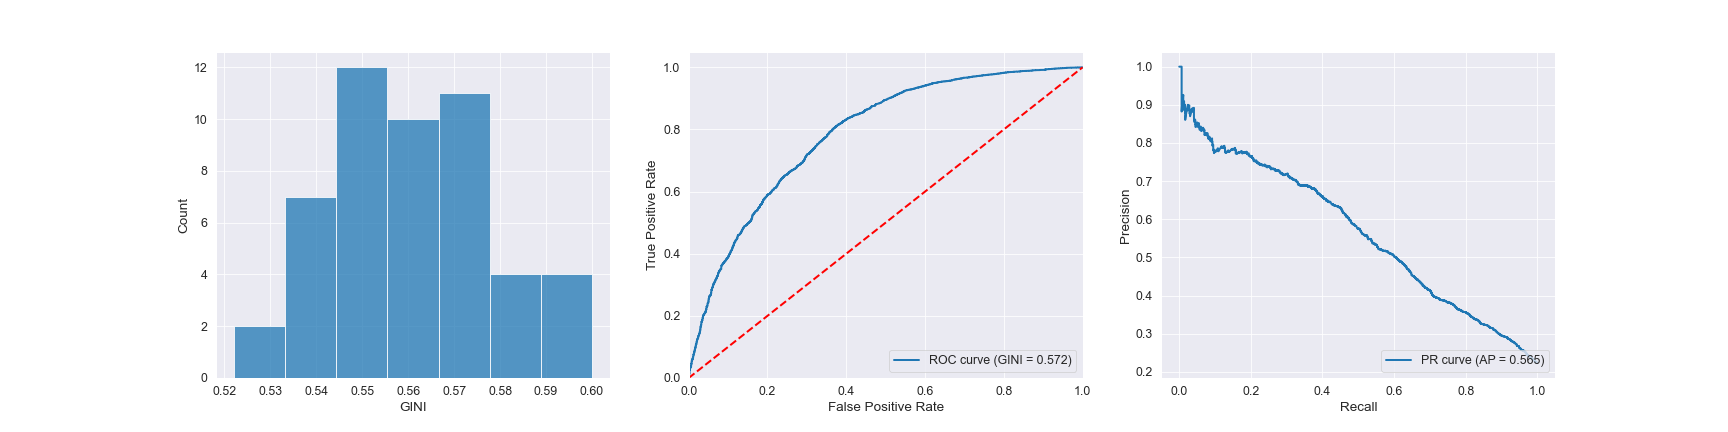 12
10
8
6
4
2
0
0.52 0.53 0.54 0.55 0.56 0.57 0.58 0.59 0.60
GINI
Count
1.0
0.8
0.6
0.4
0.2
0.0
0.0 0.2 0.4 0.6 0.8 1.0
False Positive Rate
True Positive Rate
ROC curve (GINI = 0.572)
1.0
0.9
0.8
0.7
0.6
0.5
0.4
0.3
0.2
0.0 0.2 0.4 0.6 0.8 1.0
Recall
Precision
PR curve (AP = 0.565)